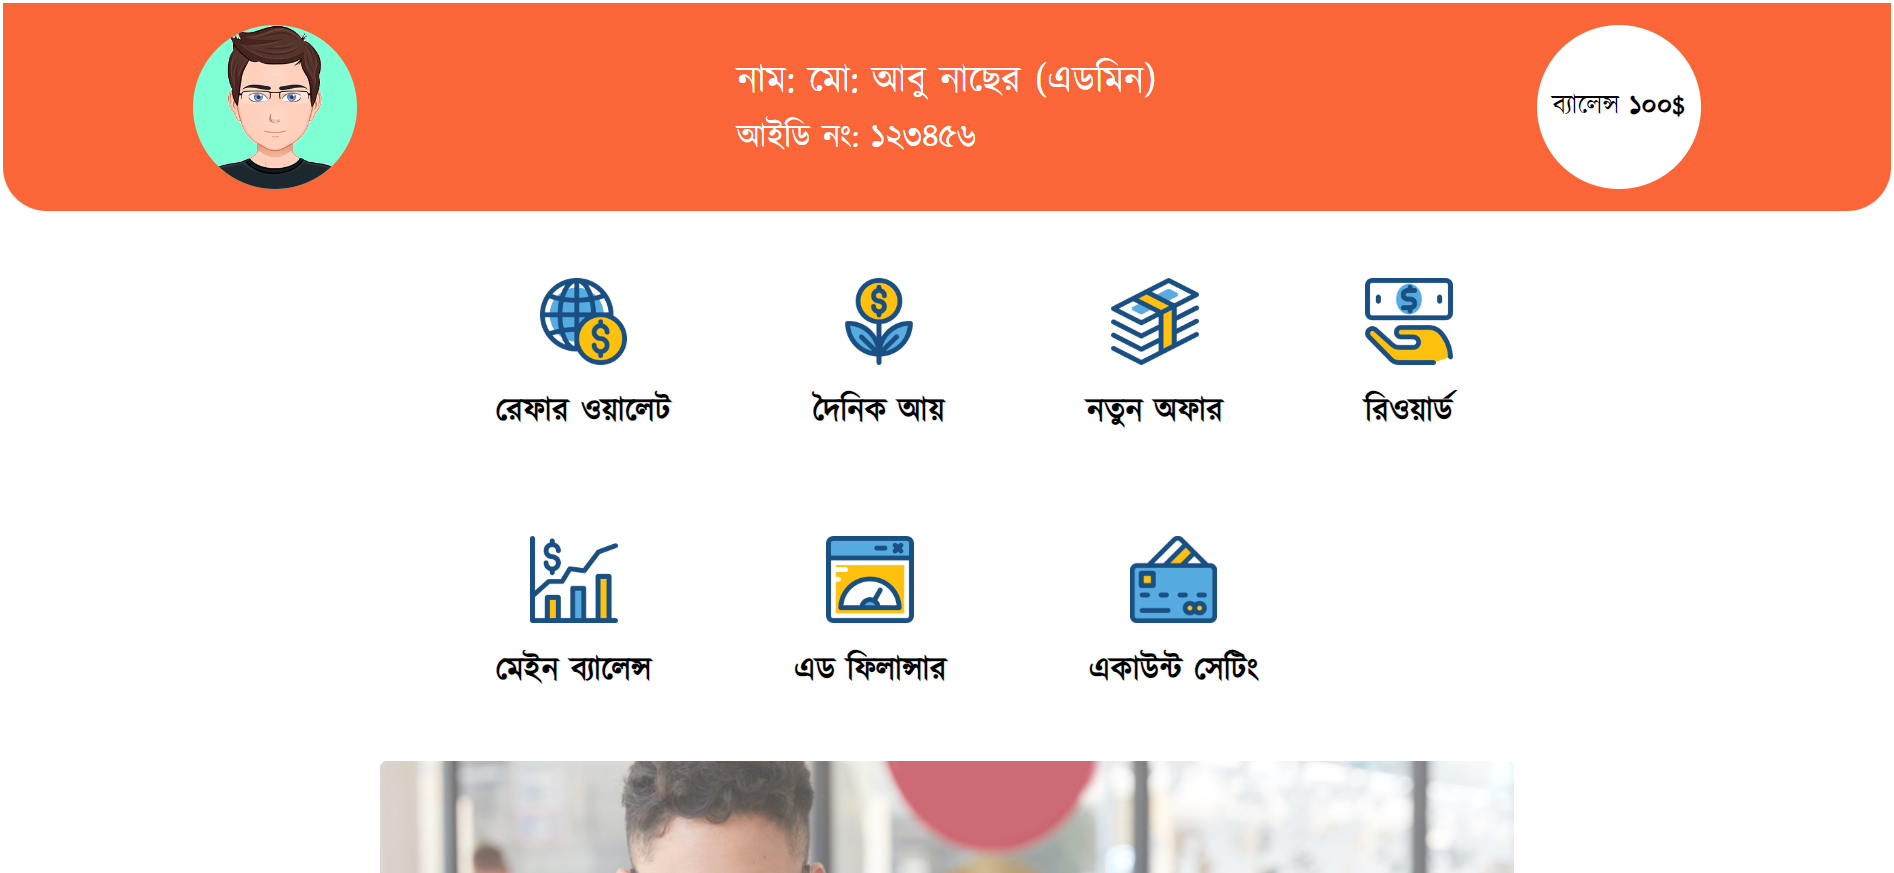 নাম: মো: আবু নাছের (এডমিন)
আইডি নং: ১২৩৪৫৬
ব্যালেন্স ১০০$
রেফার ওয়ালেট
দৈনিক আয়
নতুন অফার
রিওয়ার্ড
মেইন ব্যালেন্স
এড ফিলান্সার
একাউন্ট সেটিং